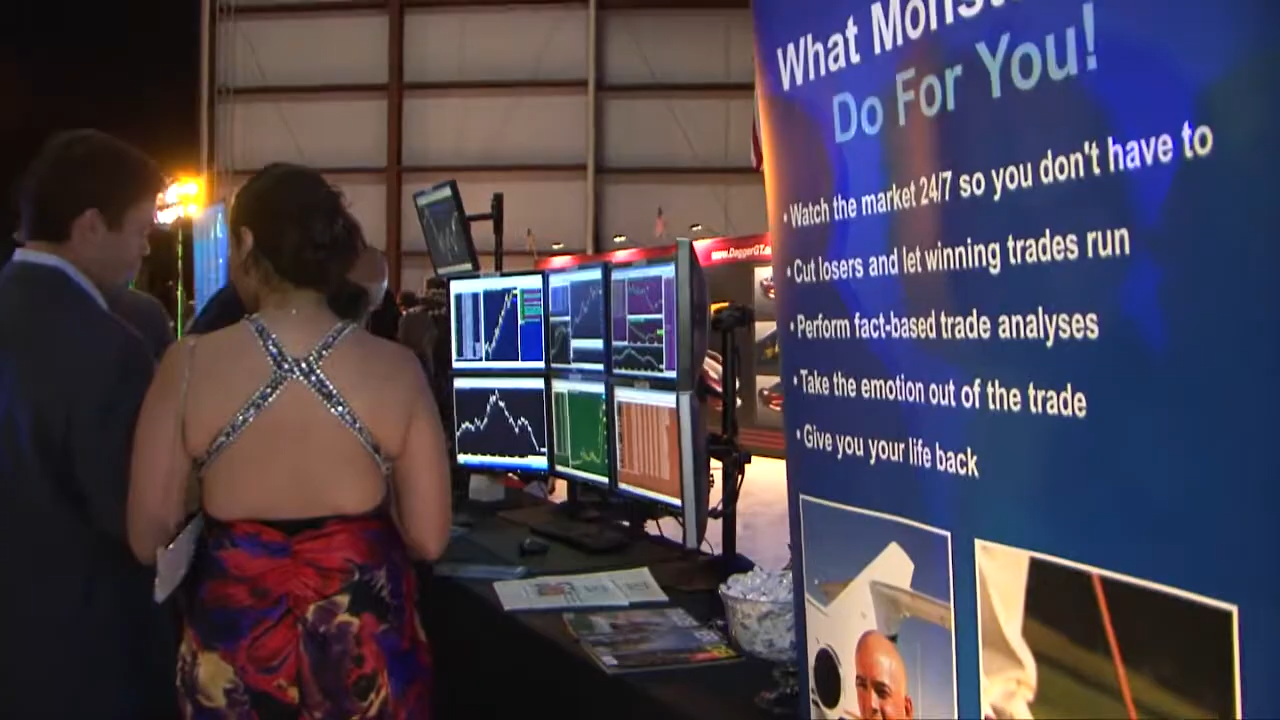 What
Do For You!
• Watch the market 24/7 so you don't have to
• Cut losers and let winning trades run
• Perform fact-based trade analyses
• Take the emotion out of the trade
• Give you your life back